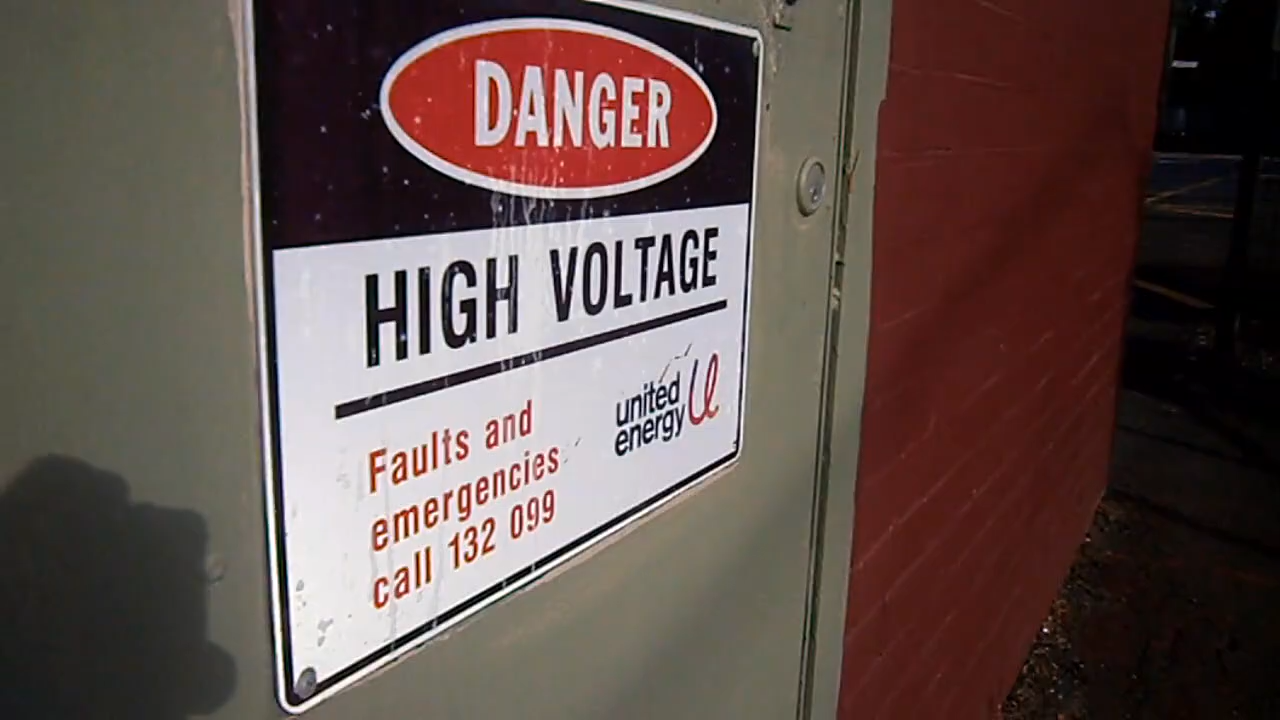 DANGER
HIGH VOLTAGE
Faults and
emergencies
call 132 099
united
energy